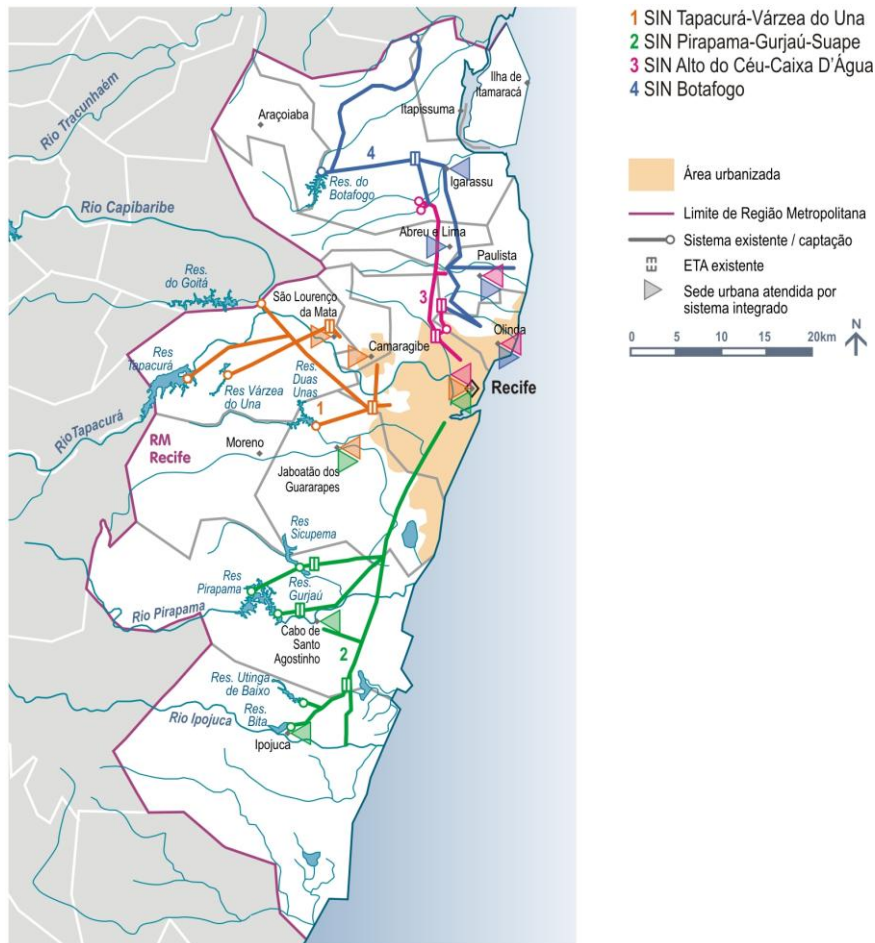 1 SIN Tapacurá-Várzea do Una
2 SIN Pirapama-Gurjaú-Suape
3 SIN Alto do Céu-Caixa D'Água
4 SIN Botafogo
Área urbanizada
Limite de Região Metropolitana
Sistema existente / captação
ETA existente
Sede urbana atendida por
sistema integrado
0 5 10 15 20km
N
Rio Tracunhaém
Araçoiaba
Itapissuma
Ilha de
Itamaracá
4
Res. do
Botafogo
Igarassu
Rio Capibaribe
Abreu e Lima
Paulista
Res.
do Goitá
São Lourenço
da Mata
3
Olinda
Camaragibe
Res
Tapacurá
Res Várzea
do Una
Res.
Duas
Unas
Recife
1
Rio Tapacurá
RM
Recife
Moreno
Jaboatão dos
Guararapes
Res
Sicupema
Res
Pirapama
Res.
Gurjaú
Rio Pirapama
Cabo de
Santo
Agostinho
2
Res. Utinga
de Baixo
Rio Ipojuca
Res.
Bita
Ipojuca